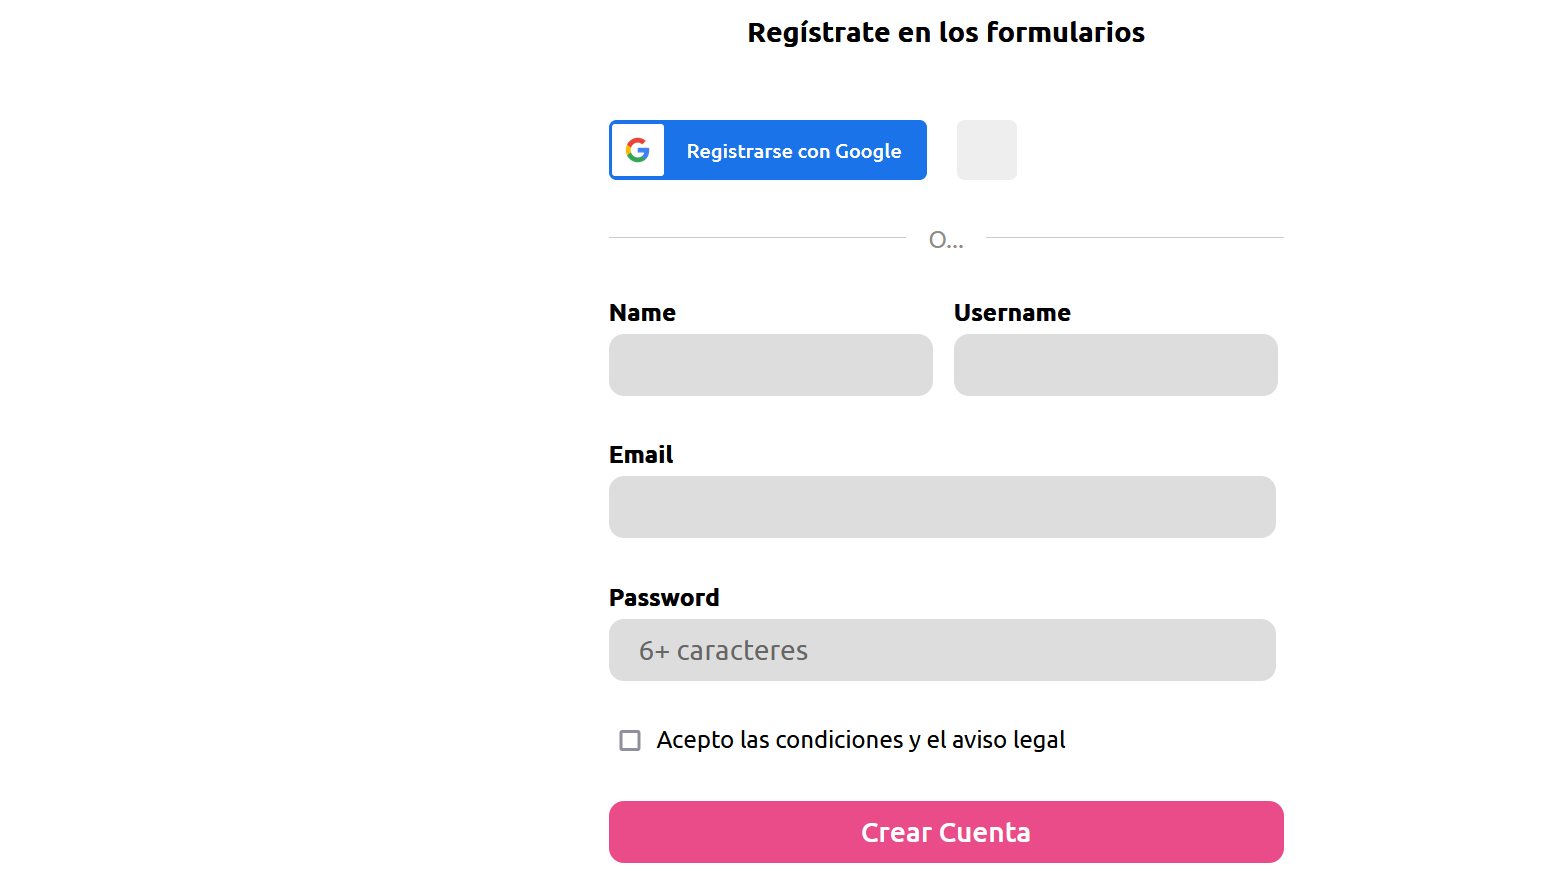 Regístrate en los formularios
Registrarse con Google
O...
Name
Username
Email
Password
6+ caracteres
Acepto las condiciones y el aviso legal
Crear Cuenta